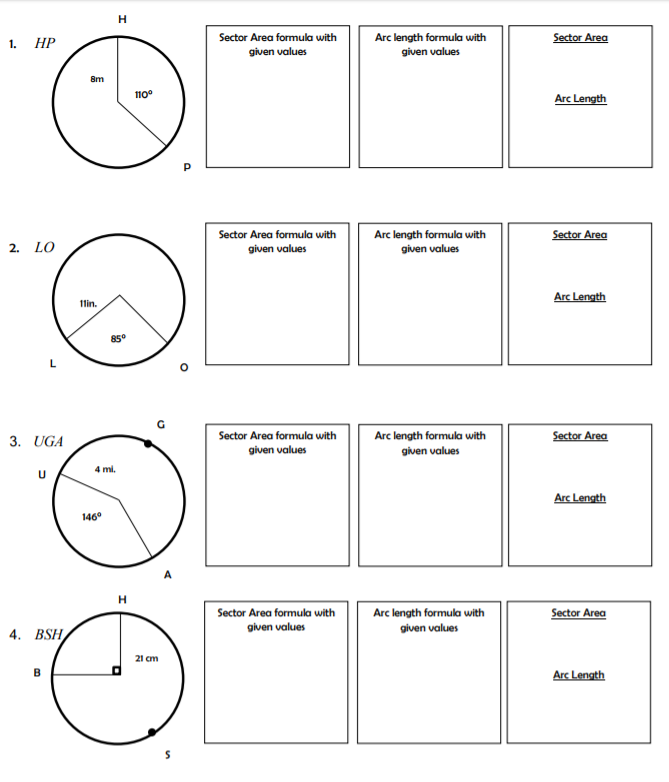 H
1. HP
8m
110°
P
Sector Area formula with
given values
Arc length formula with
given values
Sector Area
Arc Length
2. LO
11in.
85°
L
O
Sector Area formula with
given values
Arc length formula with
given values
Sector Area
Arc Length
G
3. UGA
U
4 mi.
146°
A
Sector Area formula with
given values
Arc length formula with
given values
Sector Area
Arc Length
H
4. BSH
21 cm
B
S
Sector Area formula with
given values
Arc length formula with
given values
Sector Area
Arc Length